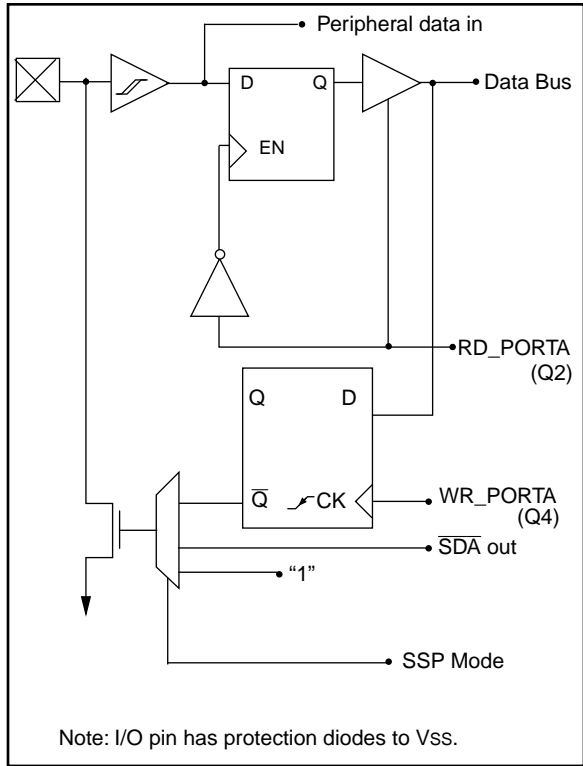 Peripheral data in
D
Q
Data Bus
EN
RD_PORTA
(Q2)
Q
D
Q̅
CK
WR_PORTA
(Q4)
S̅D̅A̅ out
“1”
SSP Mode
Note: I/O pin has protection diodes to VSS.